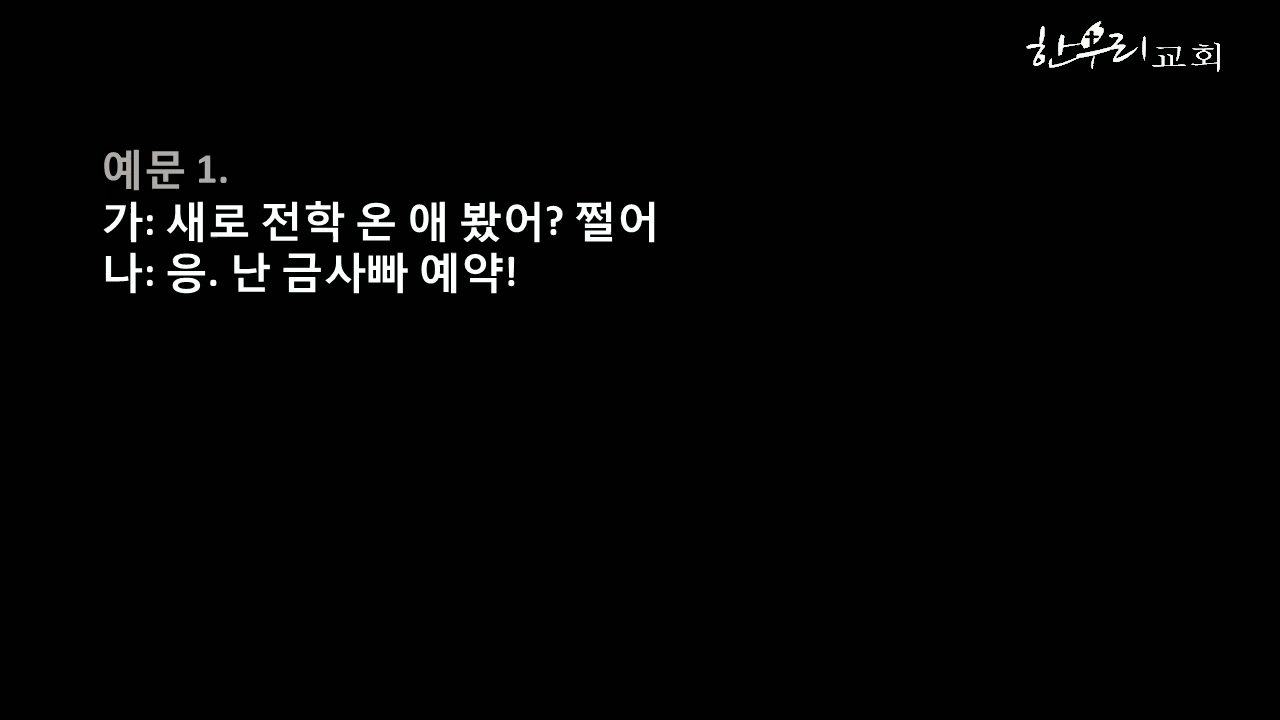 한우리교회
예문 1.
가: 새로 전학 온 애 봤어? 쩔어
나: 응. 난 금사빠 예약!